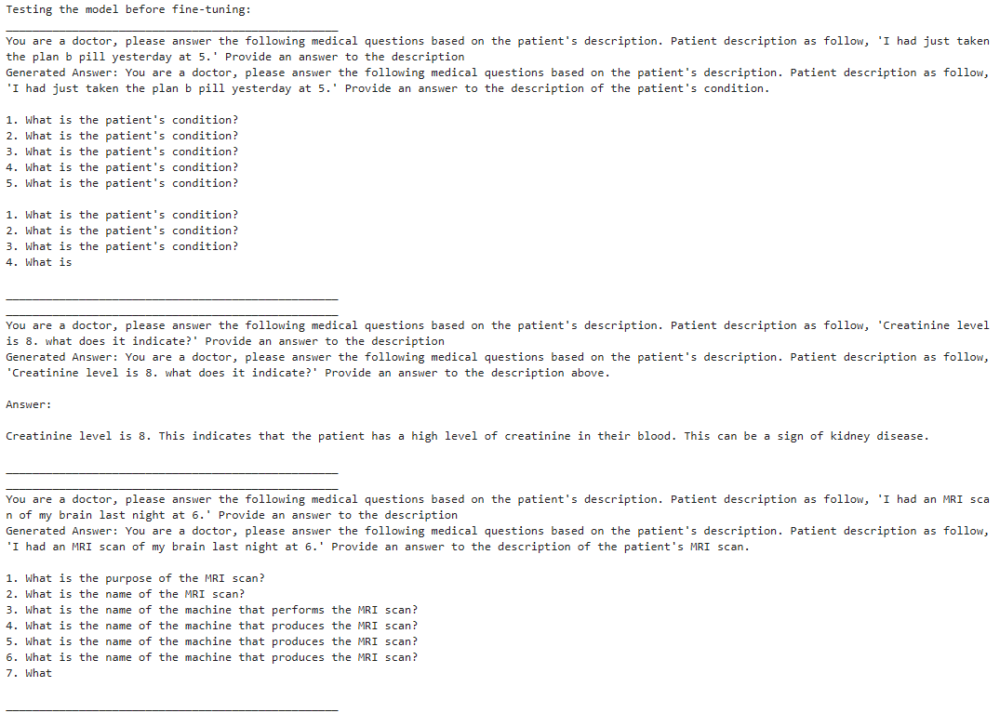 Testing the model before fine-tuning:
You are a doctor, please answer the following medical questions based on the patient's description. Patient description as follow, 'I had just taken
the plan b pill yesterday at 5.' Provide an answer to the description
Generated Answer: You are a doctor, please answer the following medical questions based on the patient's description. Patient description as follow,
'I had just taken the plan b pill yesterday at 5.' Provide an answer to the description of the patient's condition.
1. What is the patient's condition?
2. What is the patient's condition?
3. What is the patient's condition?
4. What is the patient's condition?
5. What is the patient's condition?
1. What is the patient's condition?
2. What is the patient's condition?
3. What is the patient's condition?
4. What is
You are a doctor, please answer the following medical questions based on the patient's description. Patient description as follow, 'Creatinine level
is 8. what does it indicate?' Provide an answer to the description
Generated Answer: You are a doctor, please answer the following medical questions based on the patient's description. Patient description as follow,
'Creatinine level is 8. what does it indicate?' Provide an answer to the description above.
Answer:
Creatinine level is 8. This indicates that the patient has a high level of creatinine in their blood. This can be a sign of kidney disease.
You are a doctor, please answer the following medical questions based on the patient's description. Patient description as follow, 'I had an MRI sca
n of my brain last night at 6.' Provide an answer to the description
Generated Answer: You are a doctor, please answer the following medical questions based on the patient's description. Patient description as follow,
'I had an MRI scan of my brain last night at 6.' Provide an answer to the description of the patient's MRI scan.
1. What is the purpose of the MRI scan?
2. What is the name of the MRI scan?
3. What is the name of the machine that performs the MRI scan?
4. What is the name of the machine that produces the MRI scan?
5. What is the name of the machine that produces the MRI scan?
6. What is the name of the machine that produces the MRI scan?
7. What